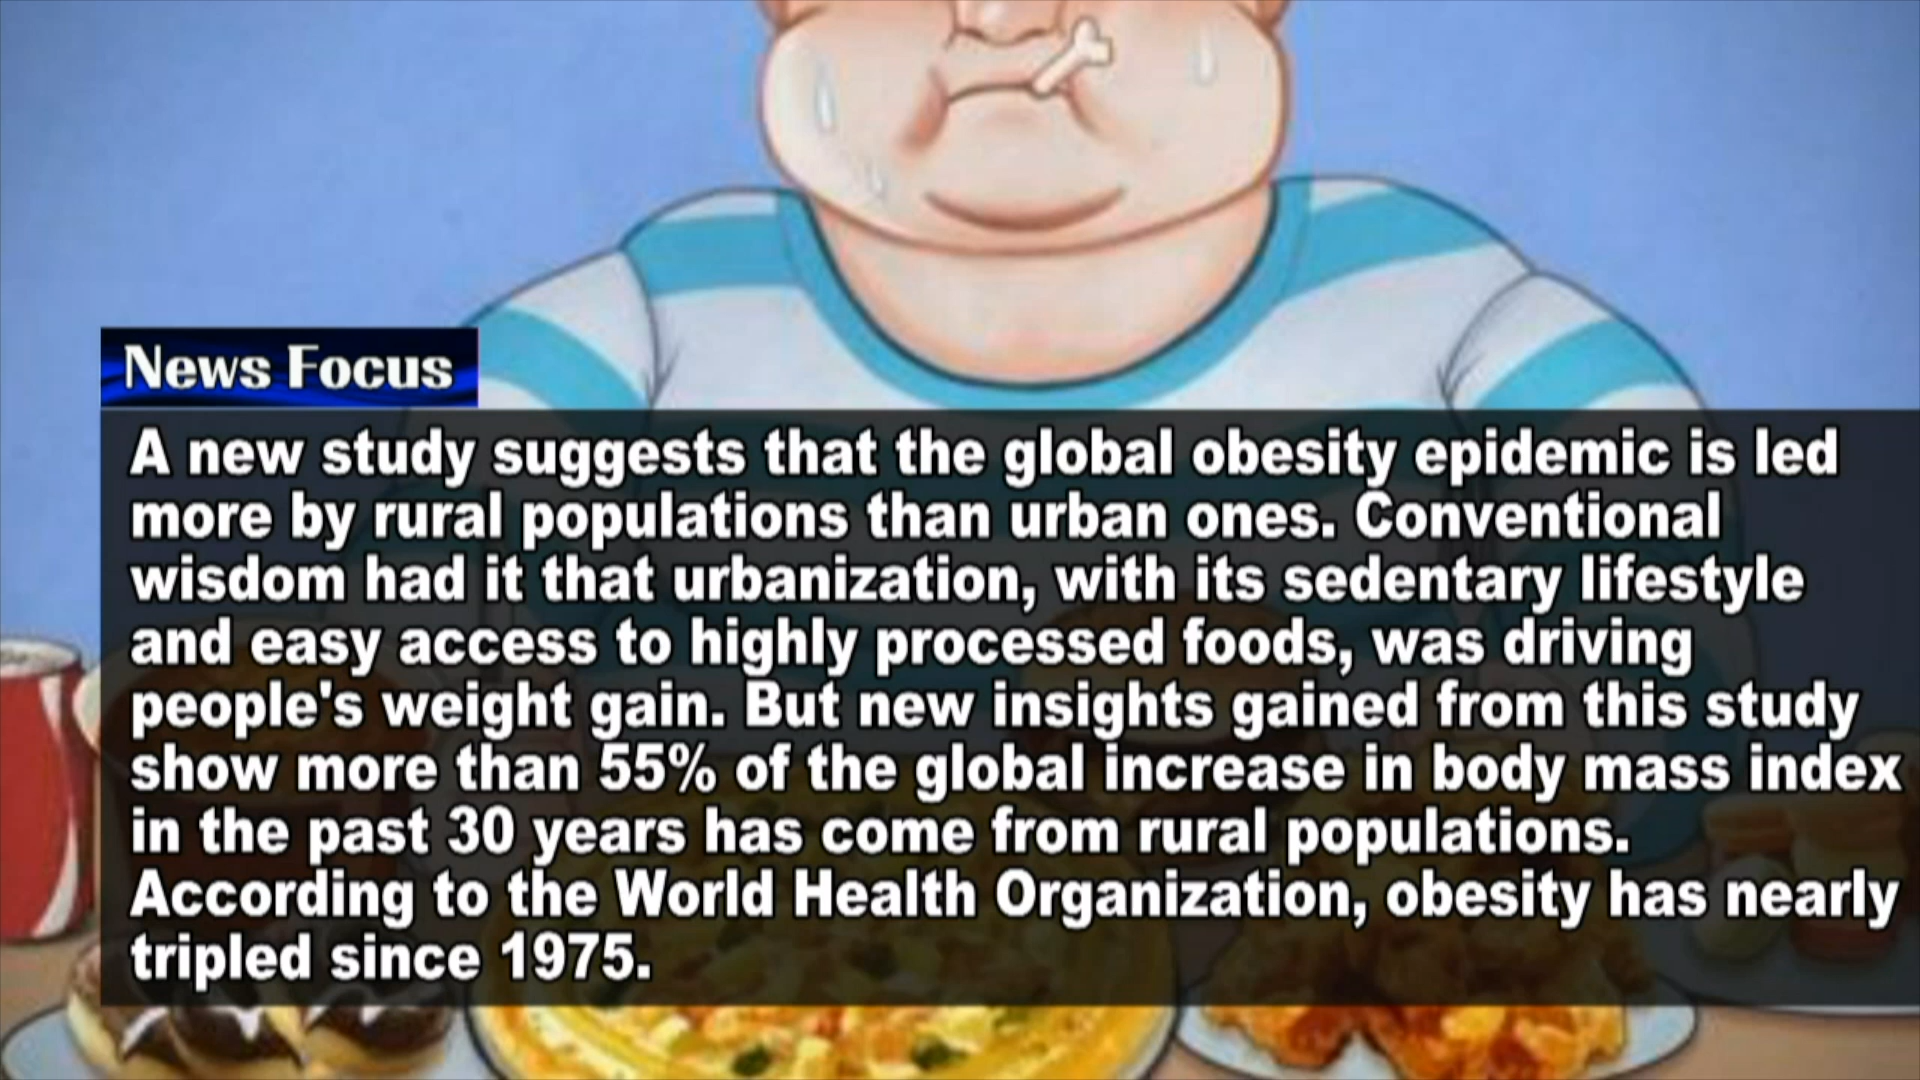 News Focus
A new study suggests that the global obesity epidemic is led
more by rural populations than urban ones. Conventional
wisdom had it that urbanization, with its sedentary lifestyle
and easy access to highly processed foods, was driving
people's weight gain. But new insights gained from this study
show more than 55% of the global increase in body mass index
in the past 30 years has come from rural populations.
According to the World Health Organization, obesity has nearly
tripled since 1975.